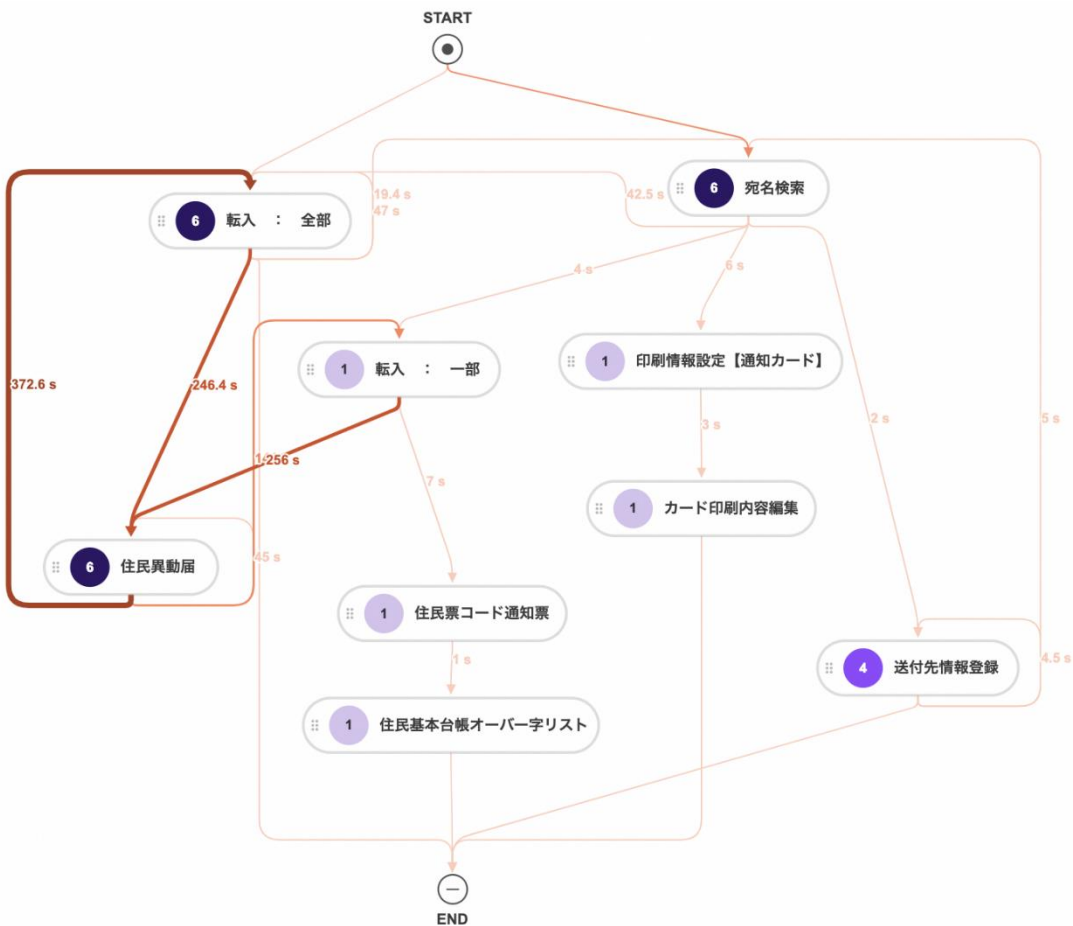 START
6 宛名検索
19.4 s
42.5 s
6 転入 : 全部
47 s
4 s
6 s
1 転入 : 一部
1 印刷情報設定【通知カード】
372.6 s
246.4 s
2 s
5 s
3 s
256 s
7 s
1 カード印刷内容編集
45 s
6 住民異動届
1 住民票コード通知票
1 s
4 送付先情報登録
4.5 s
1 住民基本台帳オーバー字リスト
END